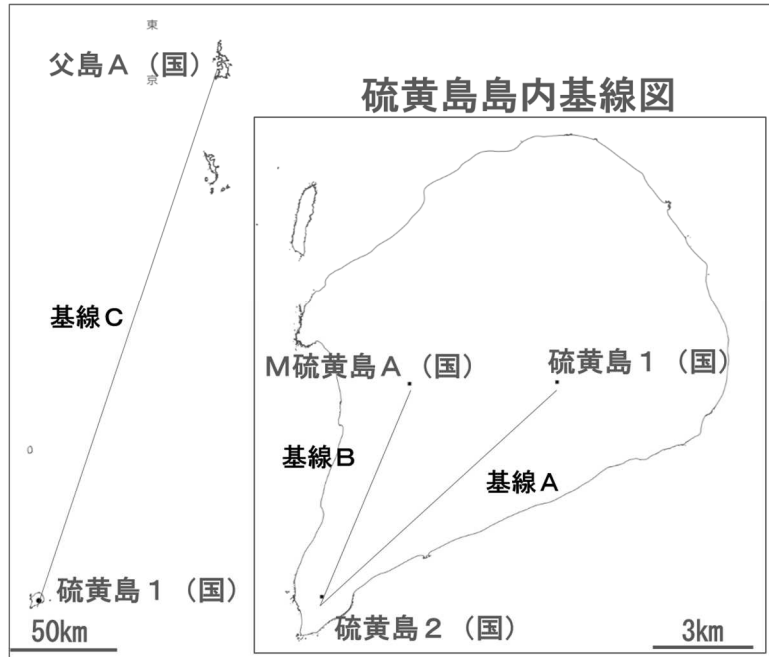 東
京
父島A（国）
硫黄島島内基線図
基線C
M硫黄島A（国）
硫黄島1（国）
基線B
基線A
硫黄島1（国）
硫黄島2（国）
50km
3km